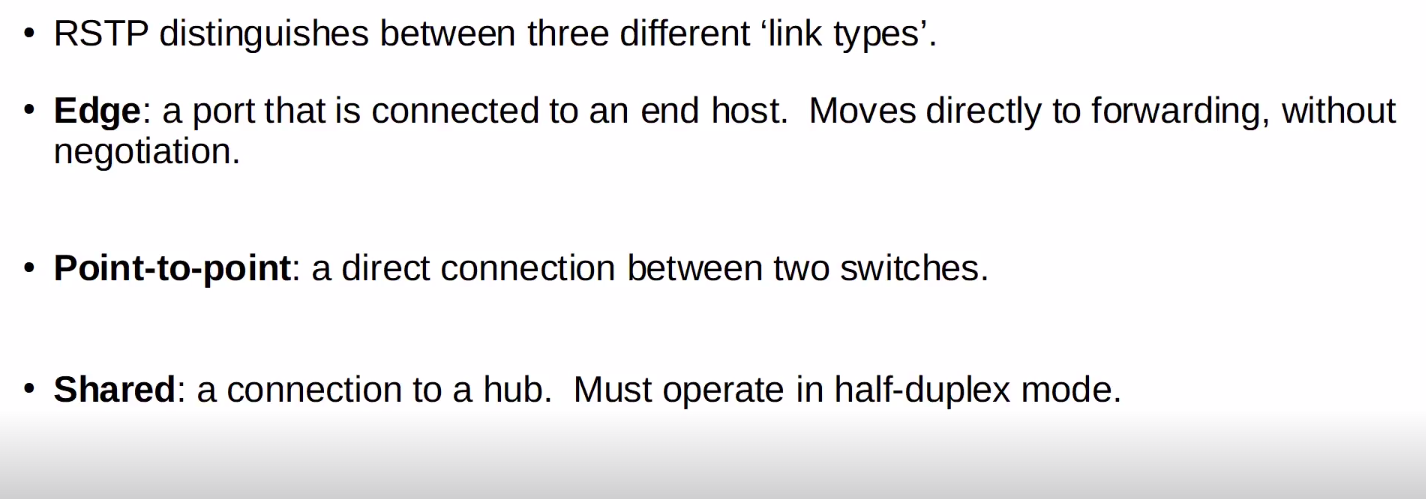 • RSTP distinguishes between three different ‘link types’.
• Edge: a port that is connected to an end host.  Moves directly to forwarding, without
negotiation.
• Point-to-point: a direct connection between two switches.
• Shared: a connection to a hub.  Must operate in half-duplex mode.